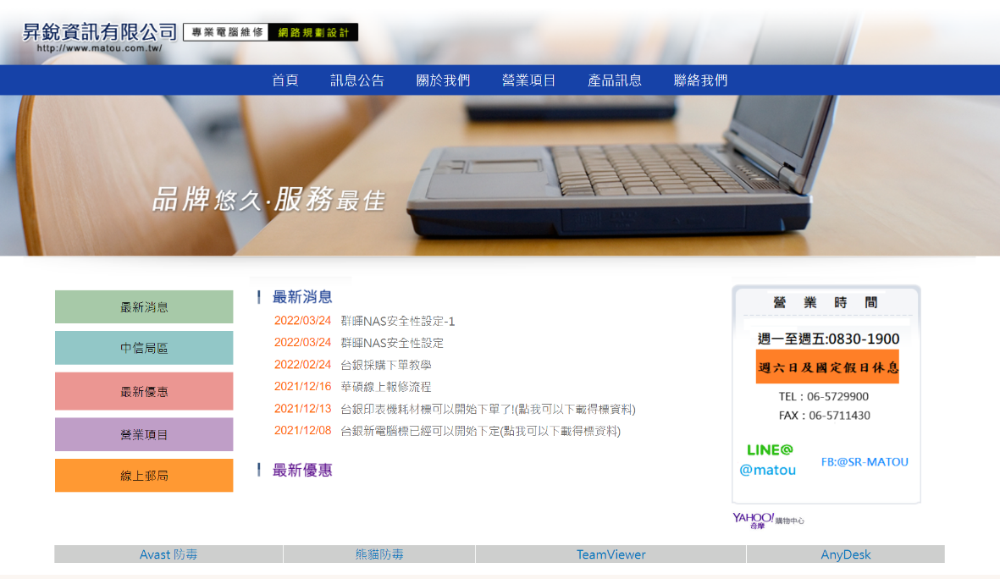 昇銳資訊有限公司 專業電腦維修 網路規劃設計
http://www.matou.com.tw/
首頁 訊息公告 關於我們 營業項目 產品訊息 聯絡我們
品牌悠久·服務最佳
最新消息
中信局區
最新優惠
營業項目
線上郵局
最新消息
2022/03/24 群暉NAS安全性設定-1
2022/03/24 群暉NAS安全性設定
2022/02/24 台銀採購下單教學
2021/12/16 華碩線上報修流程
2021/12/13 台銀印表機耗材標可以開始下單了!(點我可以下載得標資料)
2021/12/08 台銀新電腦標已經可以開始下定(點我可以下載得標資料)
最新優惠
營業時間
週一至週五:0830-1900
週六日及國定假日休息
TEL：06-5729900
FAX：06-5711430
LINE@
@matou
FB:@SR-MATOU
YAHOO! 奇摩 購物中心
Avast 防毒 熊貓防毒 TeamViewer AnyDesk